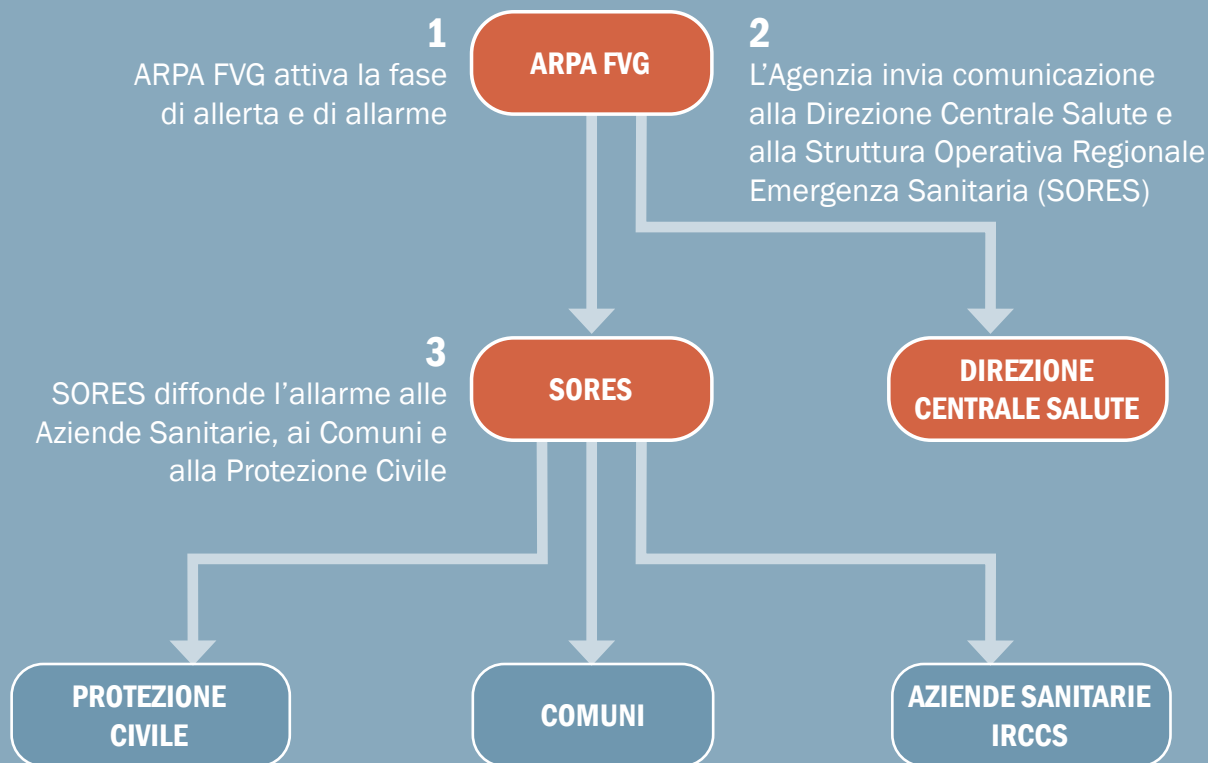 1
ARPA FVG attiva la fase
di allerta e di allarme
ARPA FVG
2
L’Agenzia invia comunicazione
alla Direzione Centrale Salute e
alla Struttura Operativa Regionale
Emergenza Sanitaria (SORES)
3
SORES diffonde l’allarme alle
Aziende Sanitarie, ai Comuni e
alla Protezione Civile
SORES
DIREZIONE
CENTRALE SALUTE
PROTEZIONE
CIVILE
COMUNI
AZIENDE SANITARIE
IRCCS